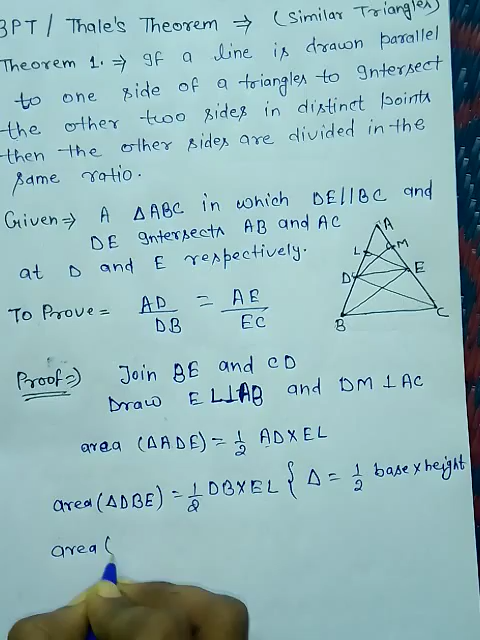 BPT / Thale's Theorem ⇒ (Similar Triangles)
Theorem 1. ⇒ If a line is drawn parallel
to one side of a triangles to Intersect
the other two sides in distinct points
then the other sides are divided in the
same ratio.
Given ⇒ A ΔABC in which DE||BC and
DE Intersects AB and AC
at D and E respectively.
A
L M
D E
B C
To Prove = AD/DB = AE/EC
Proof ⇒) Join BE and CD
Draw EL⊥AB and DM⊥AC
area (ΔADE) = 1/2 AD×EL
area (ΔDBE) = 1/2 DB×EL { Δ = 1/2 base×height
area (